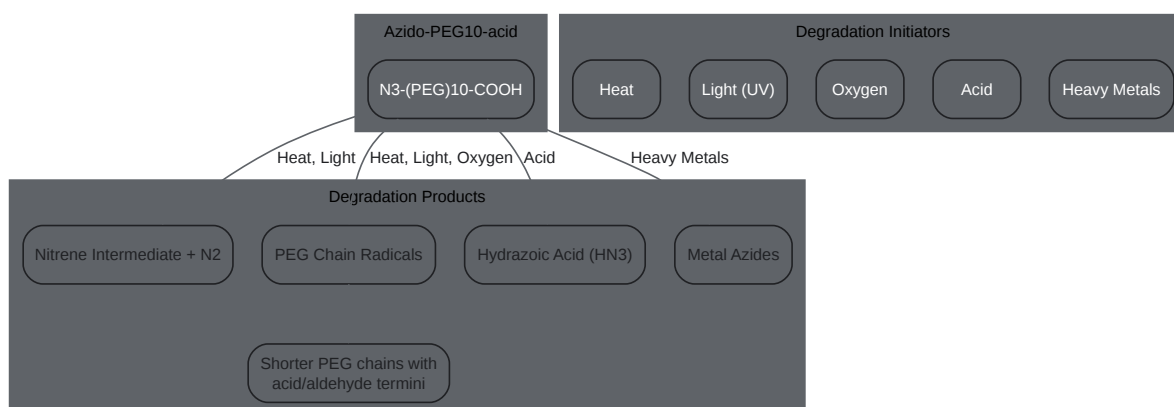 Azido-PEG10-acid
N3-(PEG)10-COOH
Degradation Initiators
Heat
Light (UV)
Oxygen
Acid
Heavy Metals
Heat, Light
Heat, Light, Oxygen
Acid
Heavy Metals
Degradation Products
Nitrene Intermediate + N2
PEG Chain Radicals
Hydrazoic Acid (HN3)
Metal Azides
Shorter PEG chains with
acid/aldehyde termini